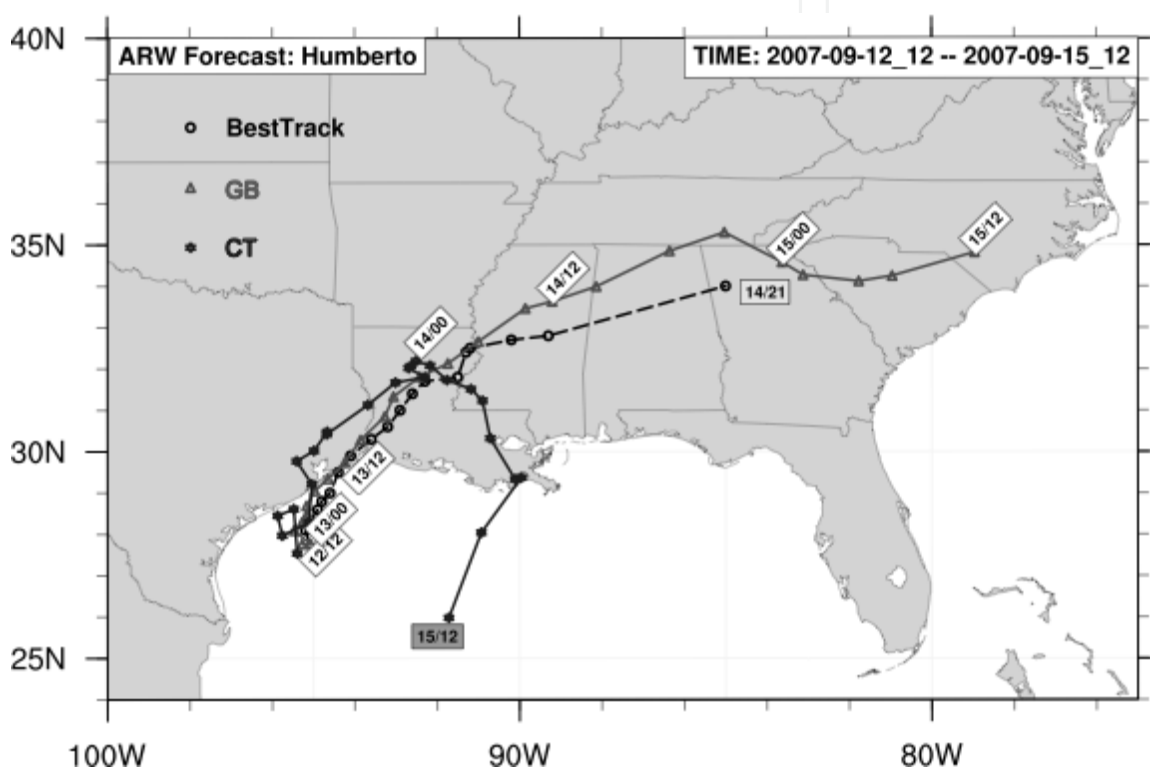 40N
ARW Forecast: Humberto
TIME: 2007-09-12_12 -- 2007-09-15_12
BestTrack
GB
CT
35N
15/12
15/00
14/12
14/21
14/00
30N
13/12
13/00
12/12
15/12
25N
100W
90W
80W